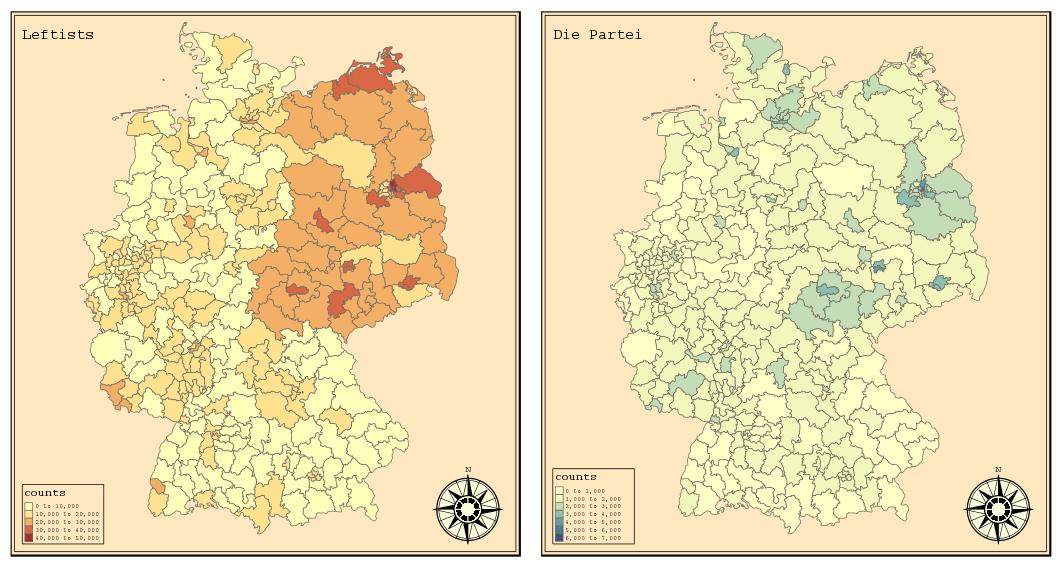 Leftists
N
counts
0 to 10,000
10,000 to 20,000
20,000 to 30,000
30,000 to 40,000
40,000 to 50,000
Die Partei
N
counts
0 to 1,000
1,000 to 2,000
2,000 to 3,000
3,000 to 4,000
4,000 to 5,000
5,000 to 6,000
6,000 to 7,000